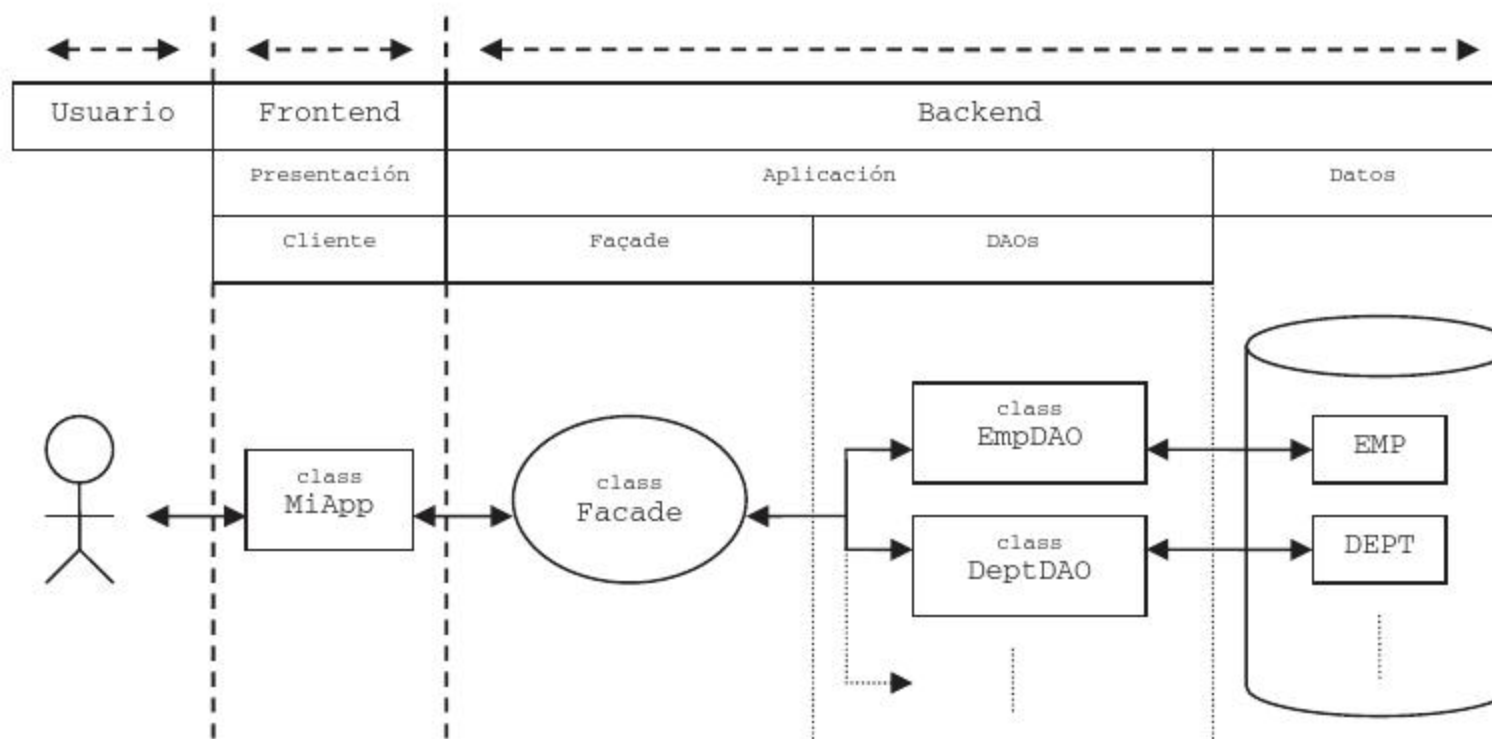 Usuario
Frontend
Backend
Presentación
Aplicación
Datos
Cliente
Façade
DAOs
class
MiApp
class
Facade
class
EmpDAO
class
DeptDAO
EMP
DEPT